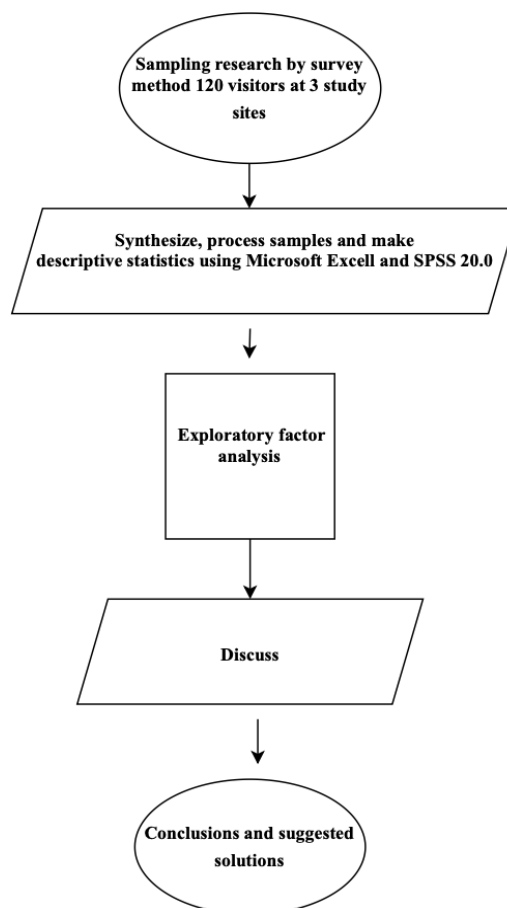 Sampling research by survey
method 120 visitors at 3 study
sites
Synthesize, process samples and make
descriptive statistics using Microsoft Excell and SPSS 20.0
Exploratory factor
analysis
Discuss
Conclusions and suggested
solutions